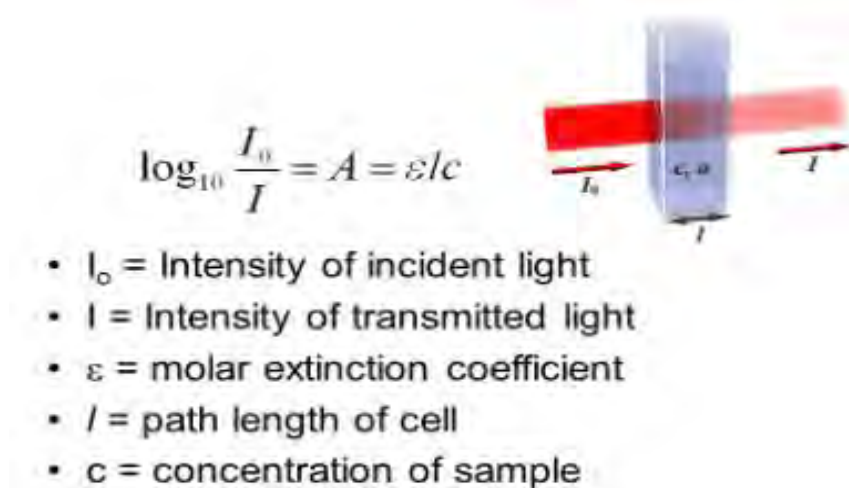 log₁₀ I₀/I = A = εlc
I₀
c, α
I
l
• Iₒ = Intensity of incident light
• I = Intensity of transmitted light
• ε = molar extinction coefficient
• l = path length of cell
• c = concentration of sample